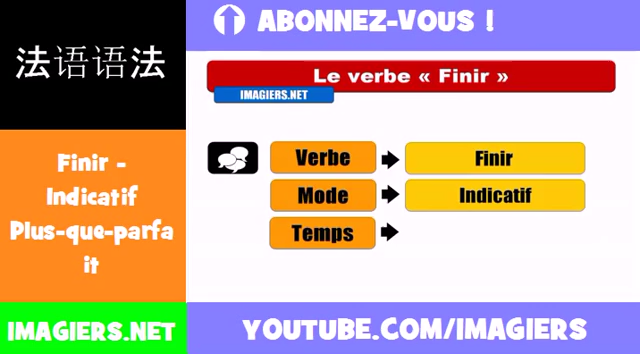 法语语法
Finir -
Indicatif
Plus-que-parfa
it
IMAGIERS.NET
ABONNEZ-VOUS !
Le verbe « Finir »
IMAGIERS.NET
Verbe Finir
Mode Indicatif
Temps
YOUTUBE.COM/IMAGIERS